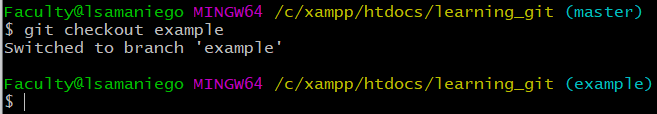 Faculty@lsamaniego MINGW64 /c/xampp/htdocs/learning_git (master)
$ git checkout example
Switched to branch 'example'
Faculty@lsamaniego MINGW64 /c/xampp/htdocs/learning_git (example)
$